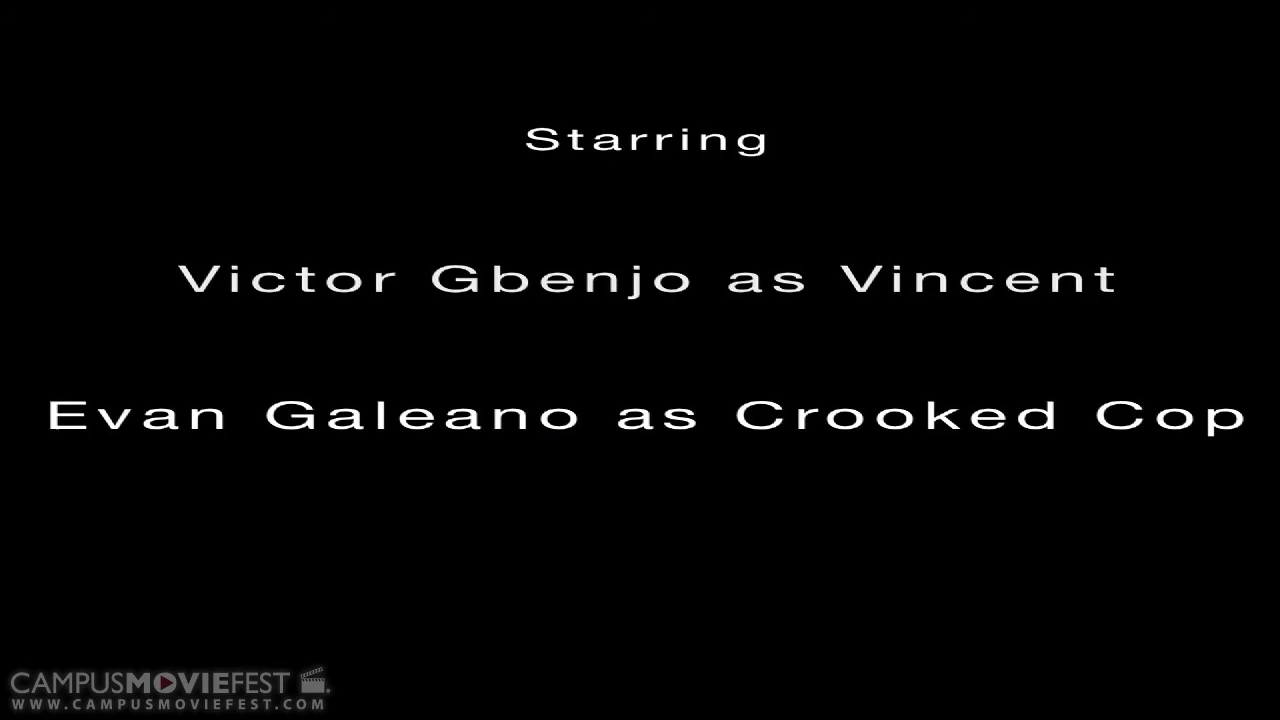 Starring
Victor Gbenjo as Vincent
Evan Galeano as Crooked Cop
CAMPUSMOVIEFEST.
WWW.CAMPUSMOVIEFEST.COM